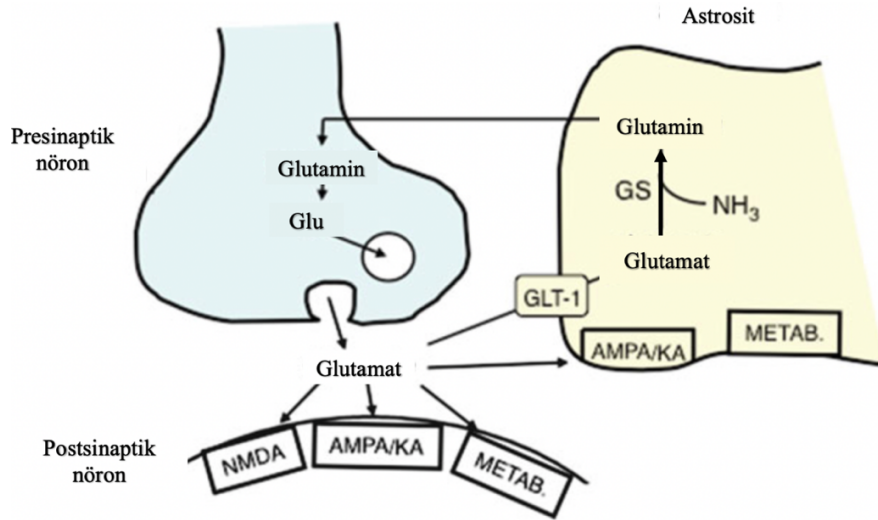 Astrosit
Presinaptik
nöron
Glutamin
Glu
Glutamin
GS
NH3
Glutamat
GLT-1
AMPA/KA
METAB.
Glutamat
Postsinaptik
nöron
NMDA
AMPA/KA
METAB.